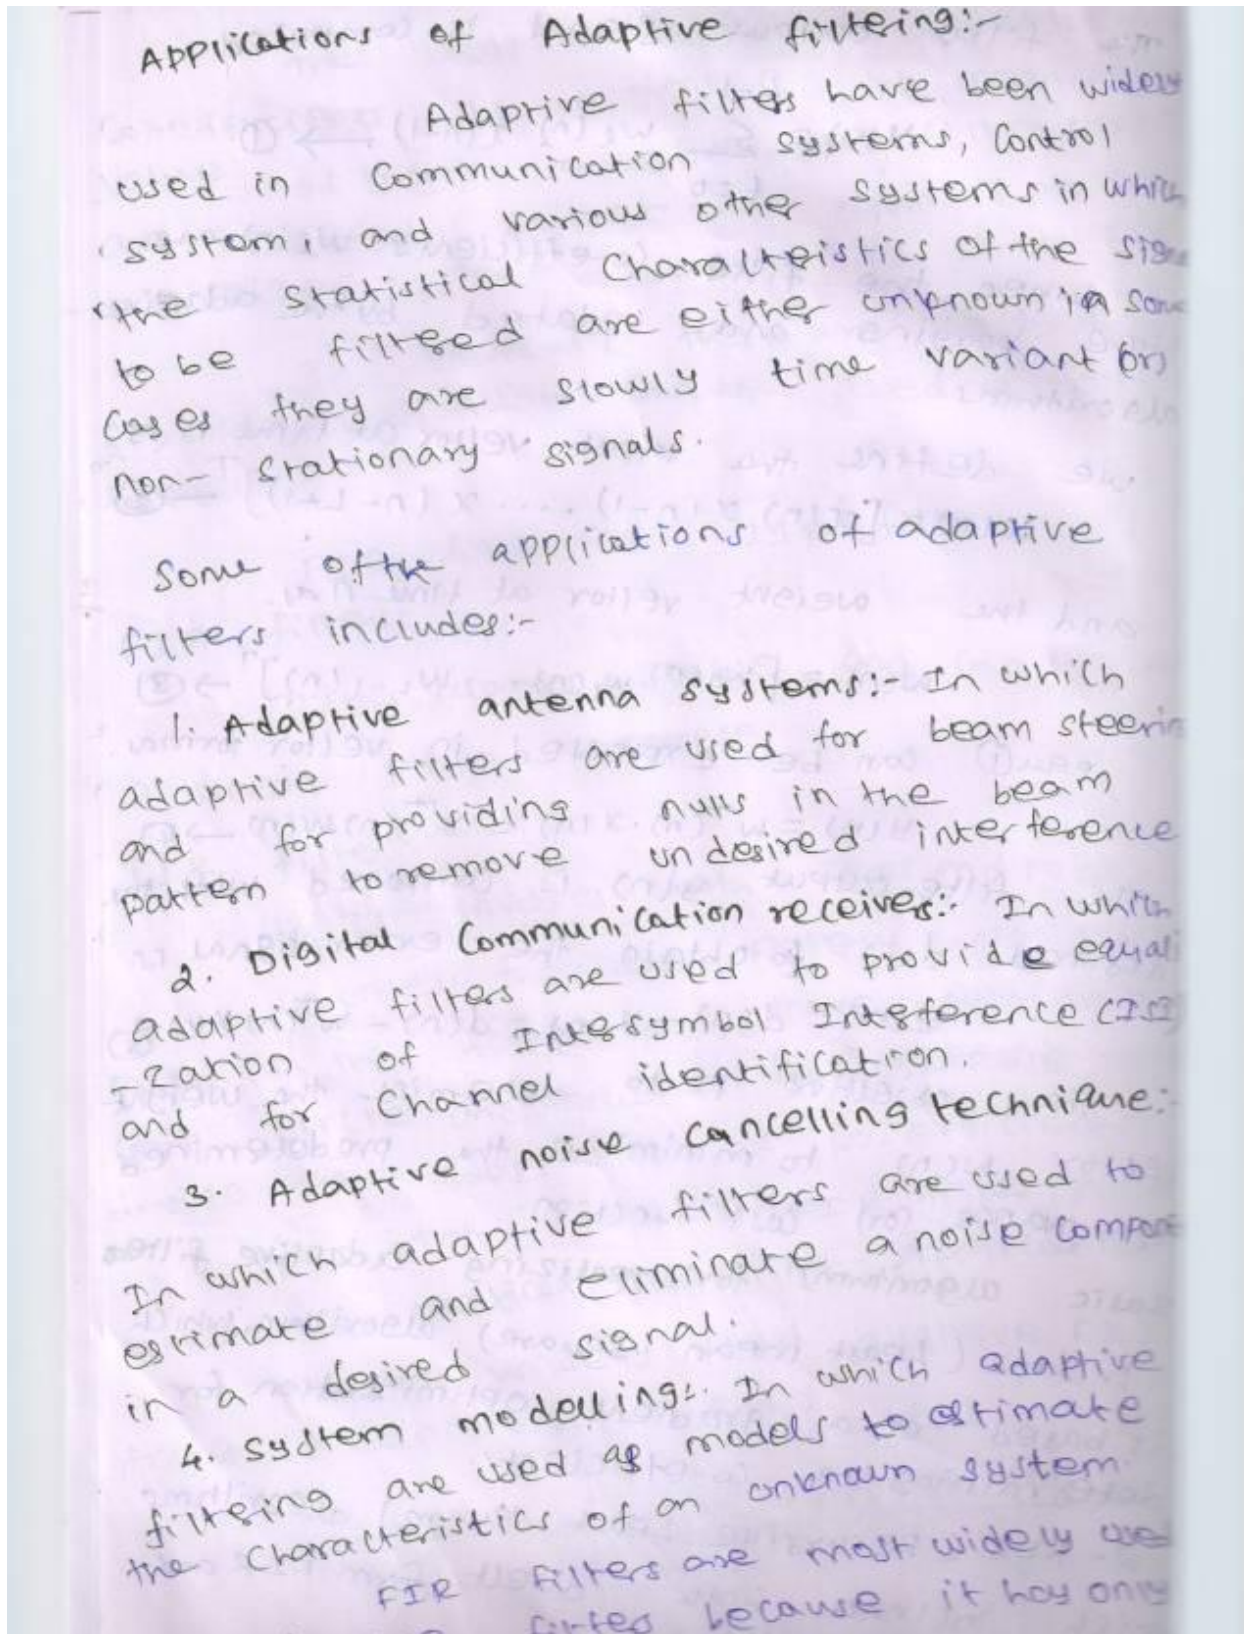 Applications of Adaptive filtering:-
Adaptive filters have been widely
used in Communication systems, Control
system, and various other systems in which
the statistical Characteristics of the sign
to be filtered are either unknown in some
Cases they are slowly time variant (or)
non- stationary signals.
Some of the applications of adaptive
filters includes:-
1. Adaptive antenna systems:- In which
adaptive filters are used for beam steerin
and for providing nulls in the beam
pattern to remove undesired interference
2. Digital Communication receivers:- In which
adaptive filters are used to provide equali
-zation of Intersymbol Interference (ISI)
and for Channel identification.
3. Adaptive noise cancelling technique:-
In which adaptive filters are used to
estimate and eliminate a noise compone
in a desired signal.
4. System modelling:- In which adaptive
filtering are used as models to estimate
the Characteristics of an unknown system.
FIR filters are most widely used
filter because it has only